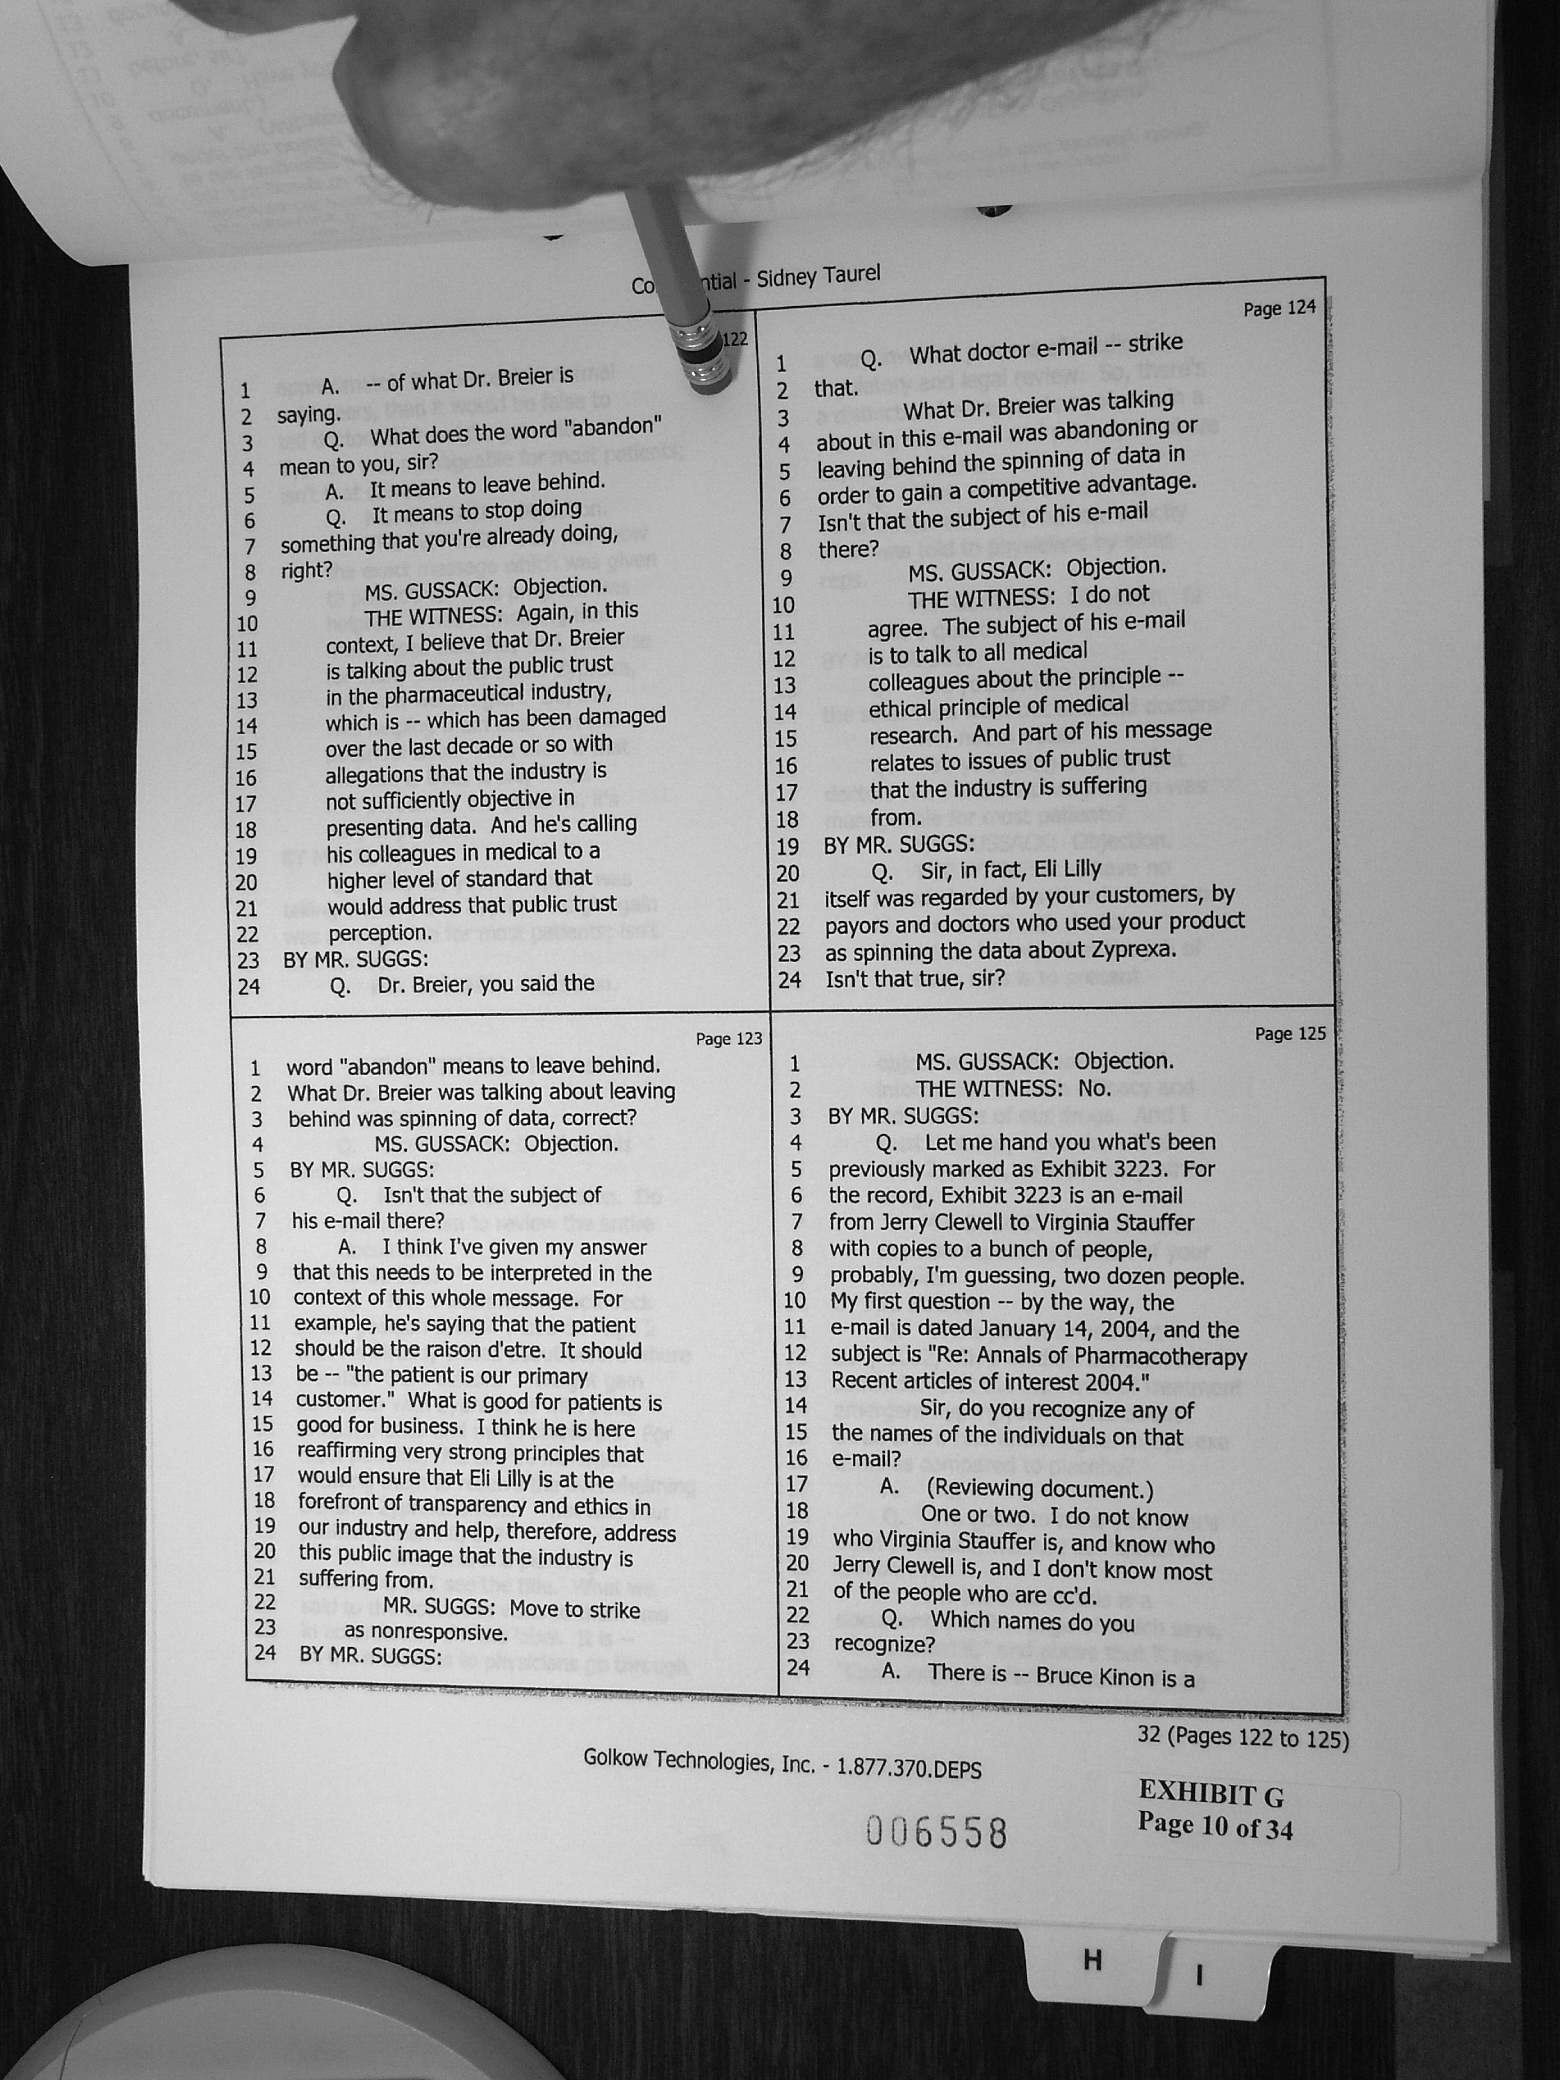 Co ntial - Sidney Taurel
122
1 A. -- of what Dr. Breier is
2 saying.
3 Q. What does the word "abandon"
4 mean to you, sir?
5 A. It means to leave behind.
6 Q. It means to stop doing
7 something that you're already doing,
8 right?
9 MS. GUSSACK: Objection.
10 THE WITNESS: Again, in this
11 context, I believe that Dr. Breier
12 is talking about the public trust
13 in the pharmaceutical industry,
14 which is -- which has been damaged
15 over the last decade or so with
16 allegations that the industry is
17 not sufficiently objective in
18 presenting data. And he's calling
19 his colleagues in medical to a
20 higher level of standard that
21 would address that public trust
22 perception.
23 BY MR. SUGGS:
24 Q. Dr. Breier, you said the
Page 123
1 word "abandon" means to leave behind.
2 What Dr. Breier was talking about leaving
3 behind was spinning of data, correct?
4 MS. GUSSACK: Objection.
5 BY MR. SUGGS:
6 Q. Isn't that the subject of
7 his e-mail there?
8 A. I think I've given my answer
9 that this needs to be interpreted in the
10 context of this whole message. For
11 example, he's saying that the patient
12 should be the raison d'etre. It should
13 be -- "the patient is our primary
14 customer." What is good for patients is
15 good for business. I think he is here
16 reaffirming very strong principles that
17 would ensure that Eli Lilly is at the
18 forefront of transparency and ethics in
19 our industry and help, therefore, address
20 this public image that the industry is
21 suffering from.
22 MR. SUGGS: Move to strike
23 as nonresponsive.
24 BY MR. SUGGS:
Page 124
1 Q. What doctor e-mail -- strike
2 that.
3 What Dr. Breier was talking
4 about in this e-mail was abandoning or
5 leaving behind the spinning of data in
6 order to gain a competitive advantage.
7 Isn't that the subject of his e-mail
8 there?
9 MS. GUSSACK: Objection.
10 THE WITNESS: I do not
11 agree. The subject of his e-mail
12 is to talk to all medical
13 colleagues about the principle --
14 ethical principle of medical
15 research. And part of his message
16 relates to issues of public trust
17 that the industry is suffering
18 from.
19 BY MR. SUGGS:
20 Q. Sir, in fact, Eli Lilly
21 itself was regarded by your customers, by
22 payors and doctors who used your product
23 as spinning the data about Zyprexa.
24 Isn't that true, sir?
Page 125
1 MS. GUSSACK: Objection.
2 THE WITNESS: No.
3 BY MR. SUGGS:
4 Q. Let me hand you what's been
5 previously marked as Exhibit 3223. For
6 the record, Exhibit 3223 is an e-mail
7 from Jerry Clewell to Virginia Stauffer
8 with copies to a bunch of people,
9 probably, I'm guessing, two dozen people.
10 My first question -- by the way, the
11 e-mail is dated January 14, 2004, and the
12 subject is "Re: Annals of Pharmacotherapy
13 Recent articles of interest 2004."
14 Sir, do you recognize any of
15 the names of the individuals on that
16 e-mail?
17 A. (Reviewing document.)
18 One or two. I do not know
19 who Virginia Stauffer is, and know who
20 Jerry Clewell is, and I don't know most
21 of the people who are cc'd.
22 Q. Which names do you
23 recognize?
24 A. There is -- Bruce Kinon is a
32 (Pages 122 to 125)
Golkow Technologies, Inc. - 1.877.370.DEPS
EXHIBIT G
Page 10 of 34
006558
H
I